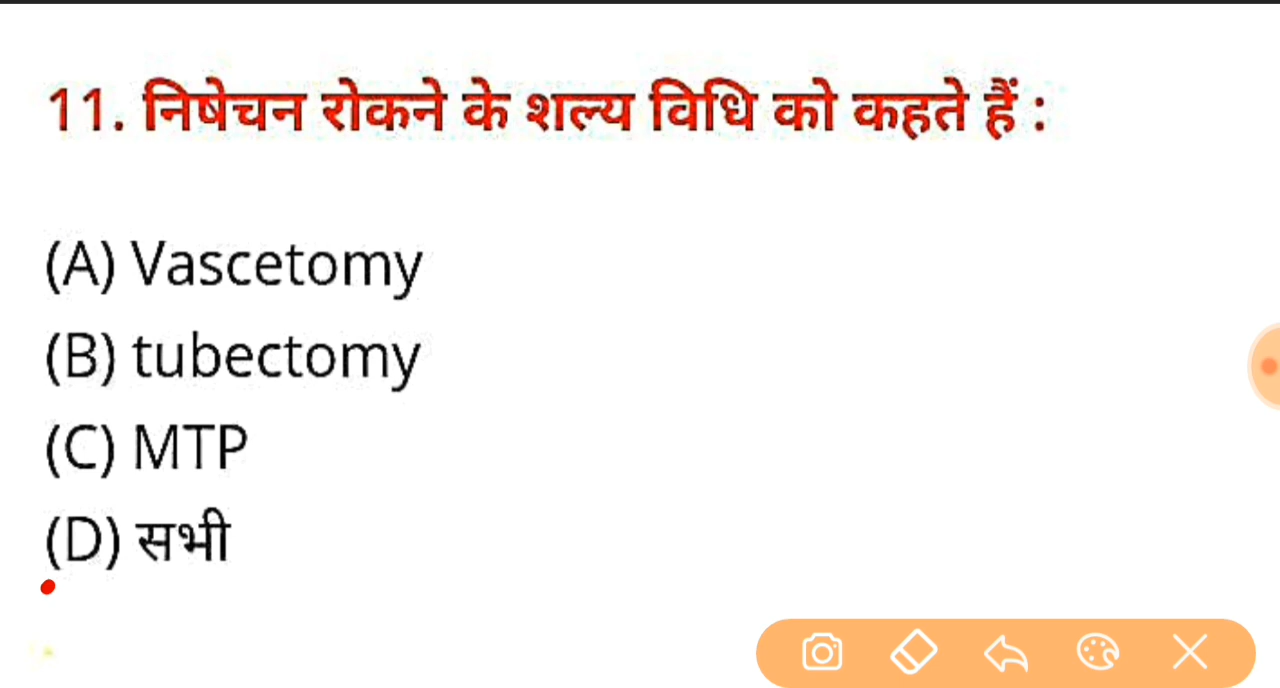 11. निषेचन रोकने के शल्य विधि को कहते हैं :
(A) Vascetomy
(B) tubectomy
(C) MTP
(D) सभी